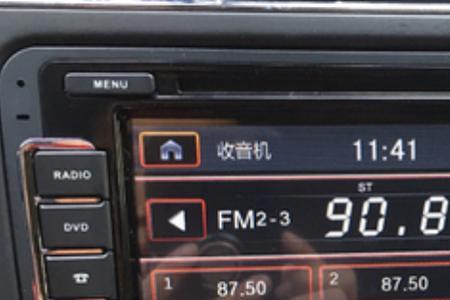 MENU
收音机 11:41
RADIO
ST
FM2-3 90.8
DVD
1 87.50 2 87.50